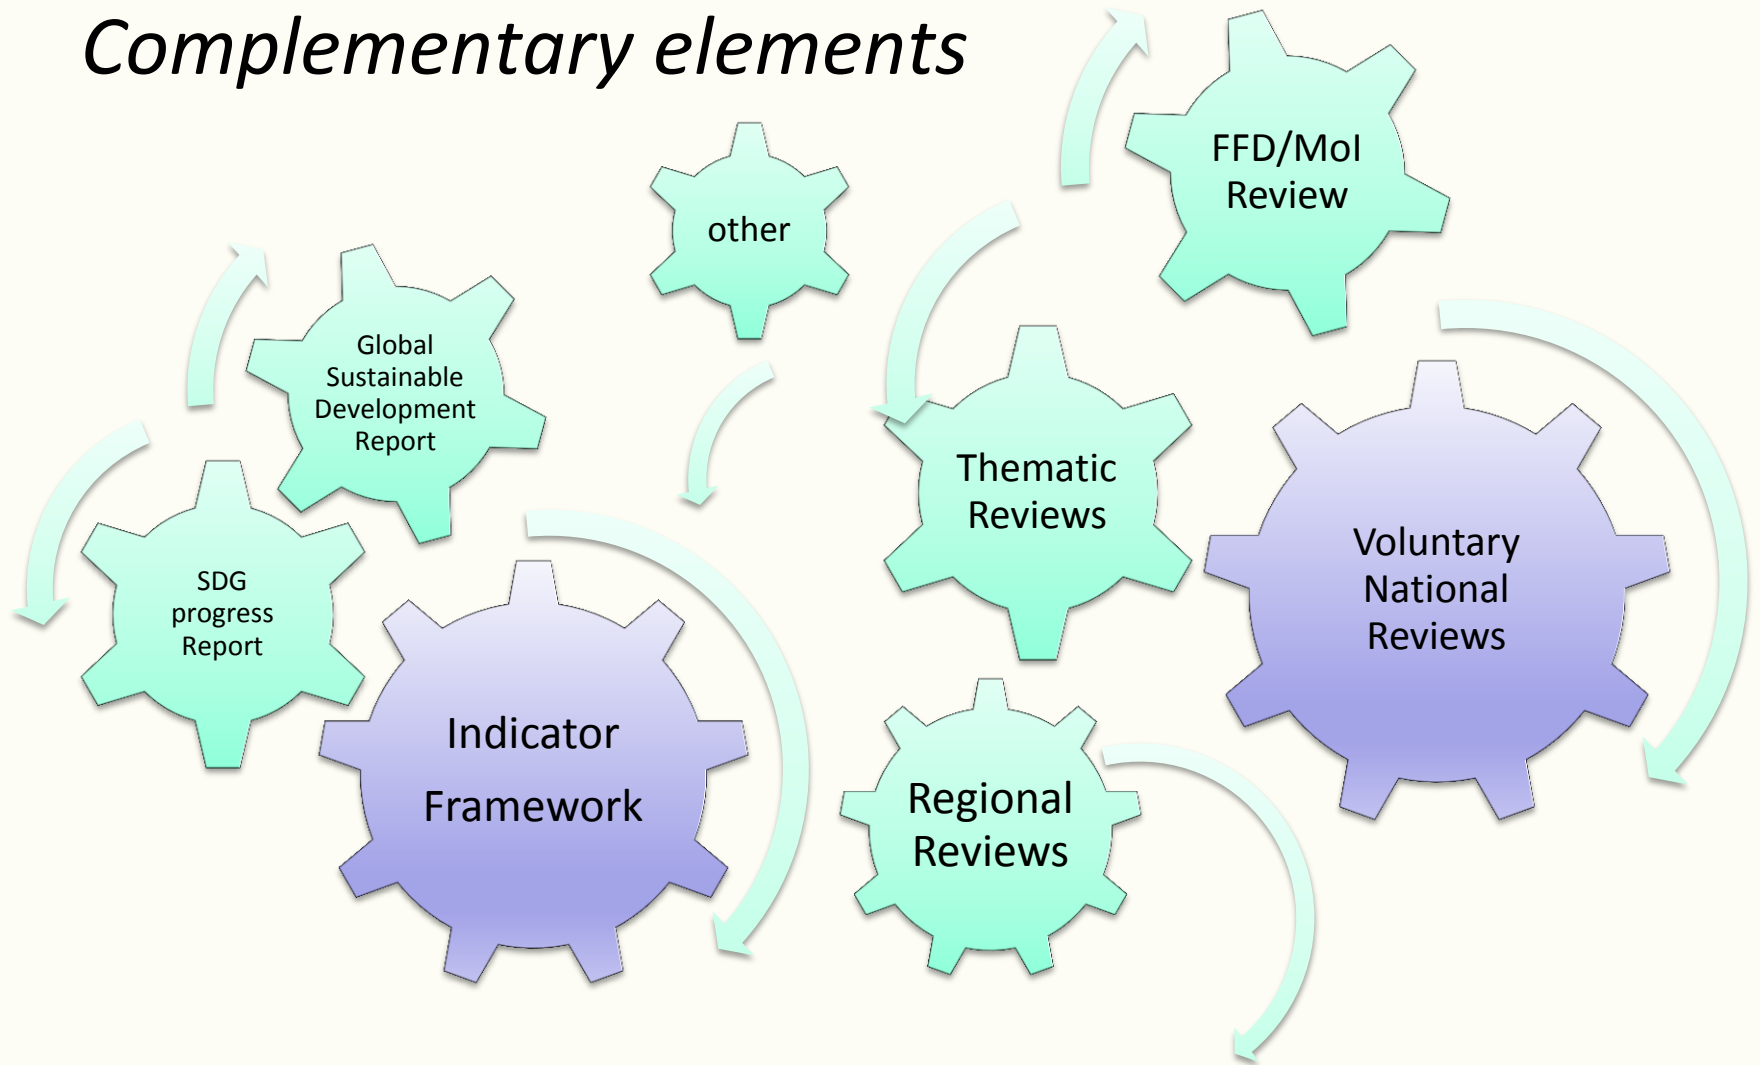 Complementary elements
FFD/MoI
Review
other
Global
Sustainable
Development
Report
Thematic
Reviews
Voluntary
National
Reviews
SDG
progress
Report
Indicator
Framework
Regional
Reviews